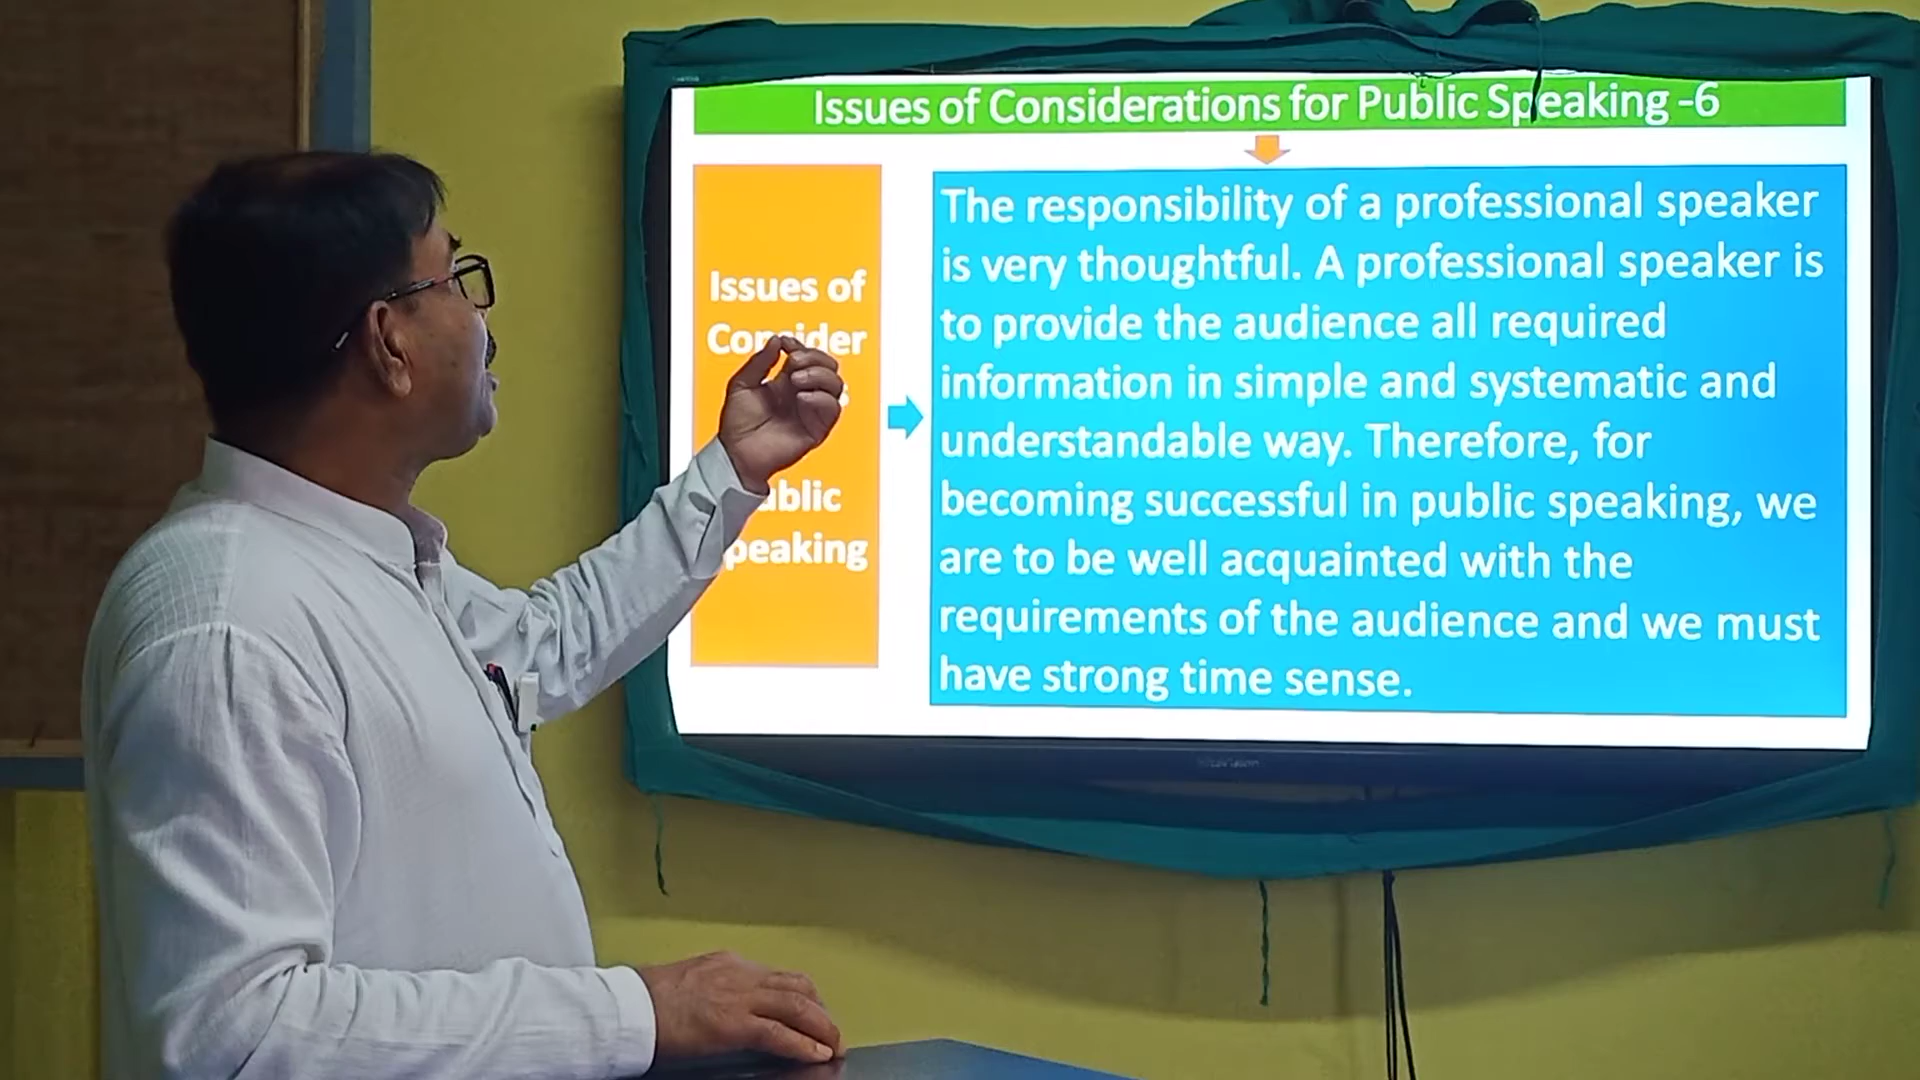 Issues of Considerations for Public Speaking -6
Issues of
Speaking
The responsibility of a professional speaker
is very thoughtful. A professional speaker is
to provide the audience all required
information in simple and systematic and
understandable way. Therefore, for
becoming successful in public speaking, we
are to be well acquainted with the
requirements of the audience and we must
have strong time sense.